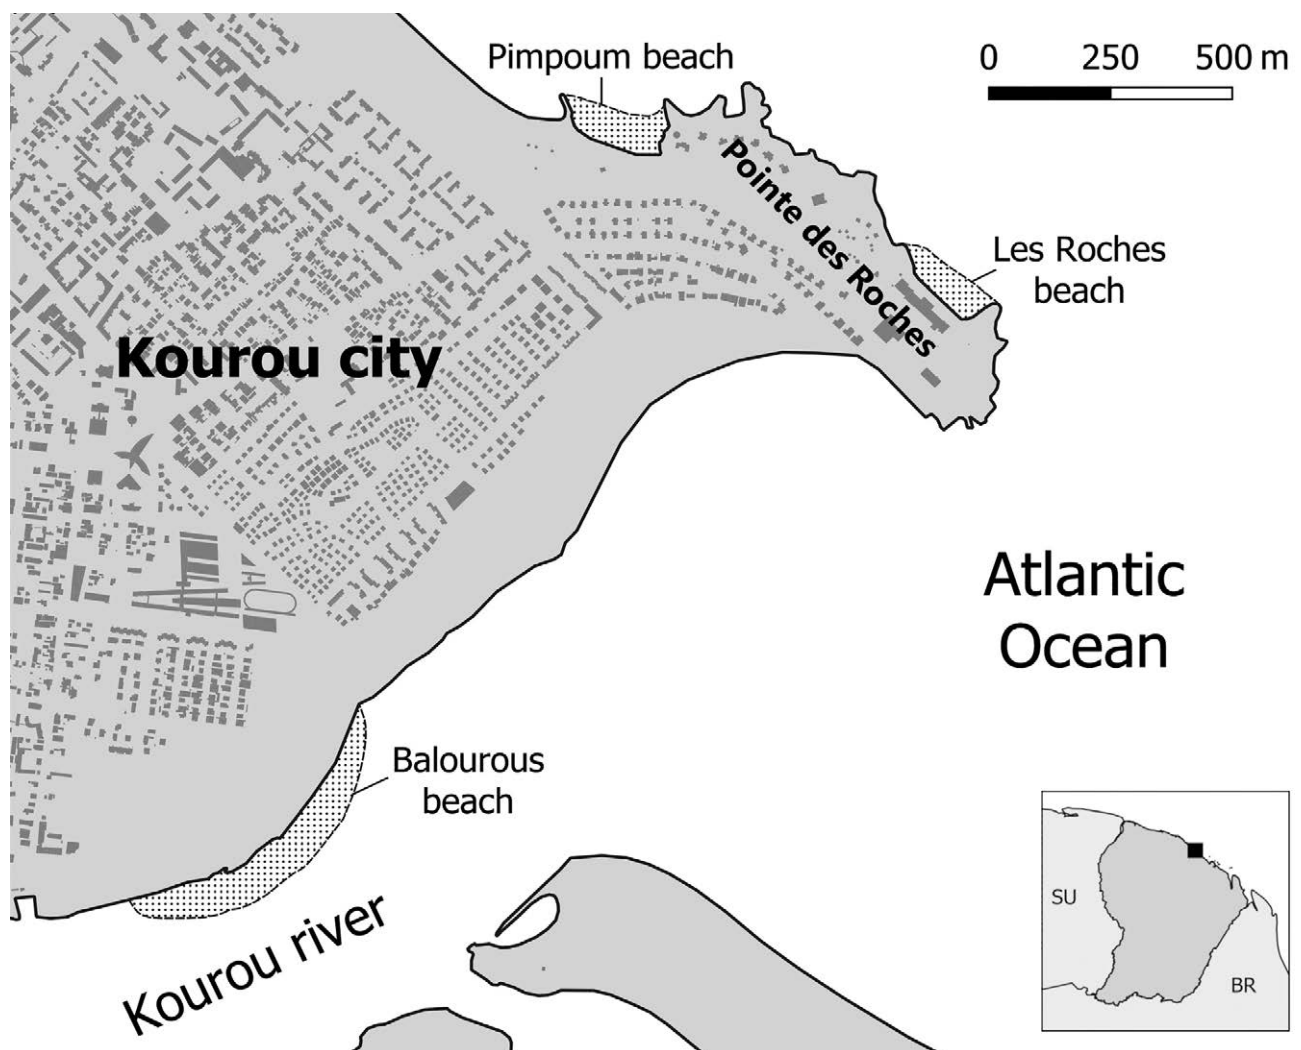 Pimpoum beach
0 250 500 m
Pointe des Roches
Les Roches
beach
Kourou city
Atlantic
Ocean
Balourous
beach
Kourou river
SU
BR